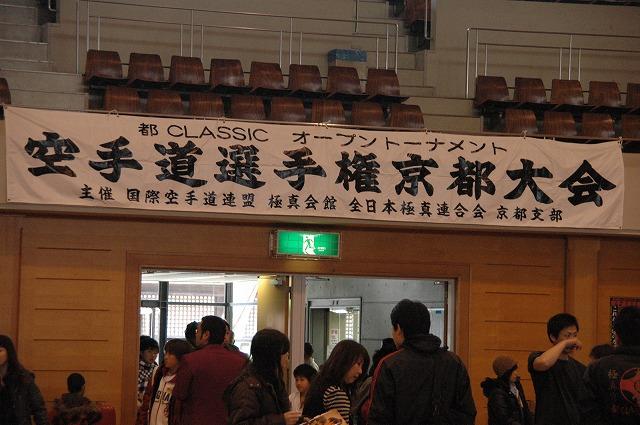 都 CLASSIC オープントーナメント
空手道選手権京都大会
主催 国際空手道連盟 極真会館 全日本極真連合会 京都支部